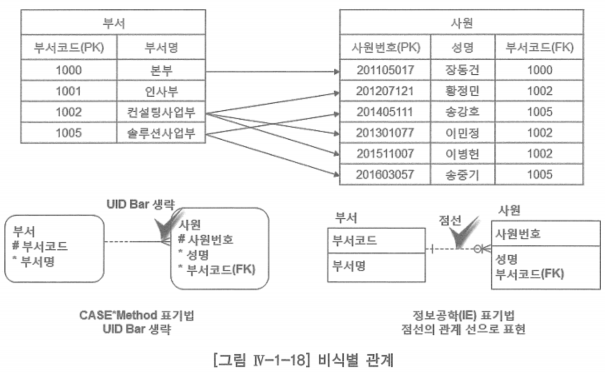 부서
부서코드(PK) 부서명
1000 본부
1001 인사부
1002 컨설팅사업부
1005 솔루션사업부
사원
사원번호(PK) 성명 부서코드(FK)
201105017 장동건 1000
201207121 황정민 1002
201405111 송강호 1005
201301077 이민정 1002
201511007 이병헌 1002
201603057 송중기 1005
UID Bar 생략
부서
# 부서코드
* 부서명
사원
# 사원번호
* 성명
* 부서코드(FK)
CASE*Method 표기법
UID Bar 생략
부서
부서코드
부서명
점선
사원
사원번호
성명
부서코드(FK)
정보공학(IE) 표기법
점선의 관계 선으로 표현
[그림 Ⅳ-1-18] 비식별 관계